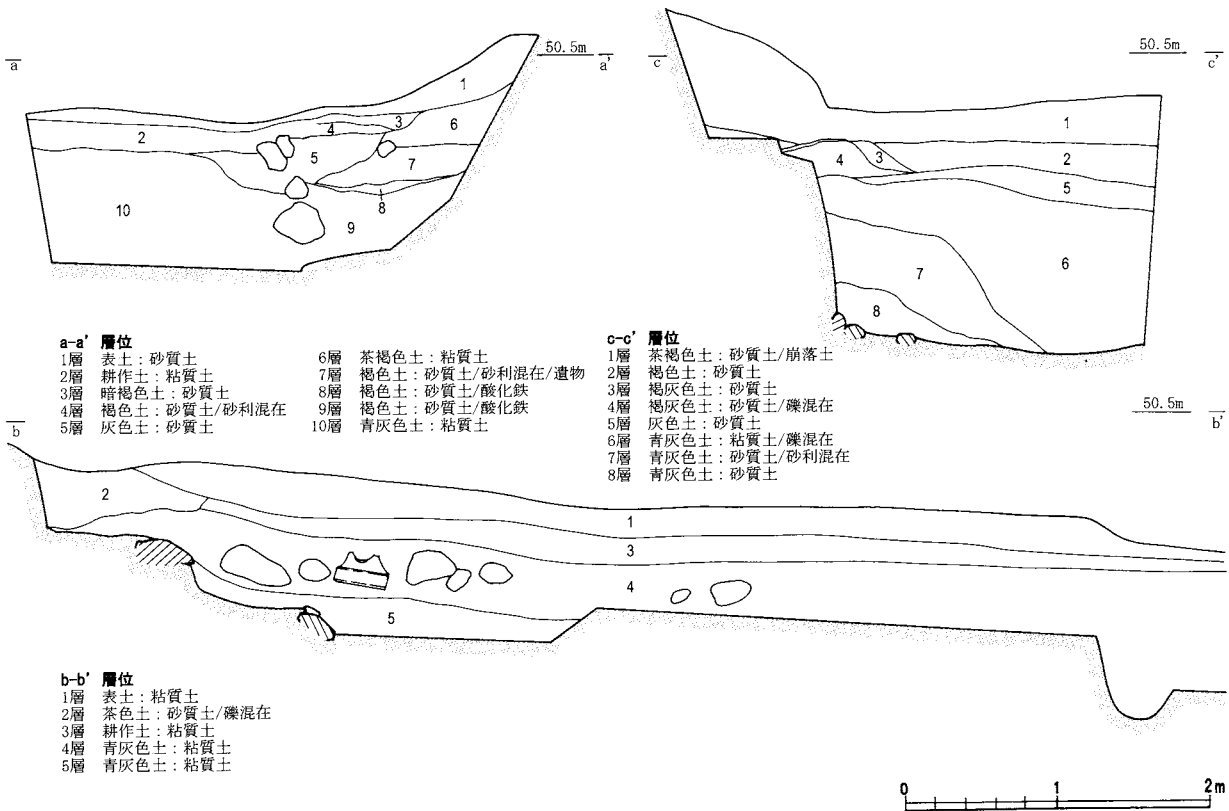 a
50.5m
a'
1
2
3
4
5
6
7
8
9
10
c
50.5m
c'
1
2
3
4
5
6
7
8
a-a' 層位
1層 表土：砂質土
2層 耕作土：粘質土
3層 暗褐色土：砂質土
4層 褐色土：砂質土/砂利混在
5層 灰色土：砂質土
6層 茶褐色土：粘質土
7層 褐色土：砂質土/砂利混在/遺物
8層 褐色土：砂質土/酸化鉄
9層 褐色土：砂質土/酸化鉄
10層 青灰色土：粘質土
c-c' 層位
1層 茶褐色土：砂質土/崩落土
2層 褐色土：砂質土
3層 褐灰色土：砂質土
4層 褐灰色土：砂質土/礫混在
5層 灰色土：砂質土
6層 青灰色土：粘質土/礫混在
7層 青灰色土：砂質土/砂利混在
8層 青灰色土：砂質土
b
50.5m
b'
1
2
3
4
5
b-b' 層位
1層 表土：粘質土
2層 茶色土：砂質土/礫混在
3層 耕作土：粘質土
4層 青灰色土：粘質土
5層 青灰色土：粘質土
0 1 2m